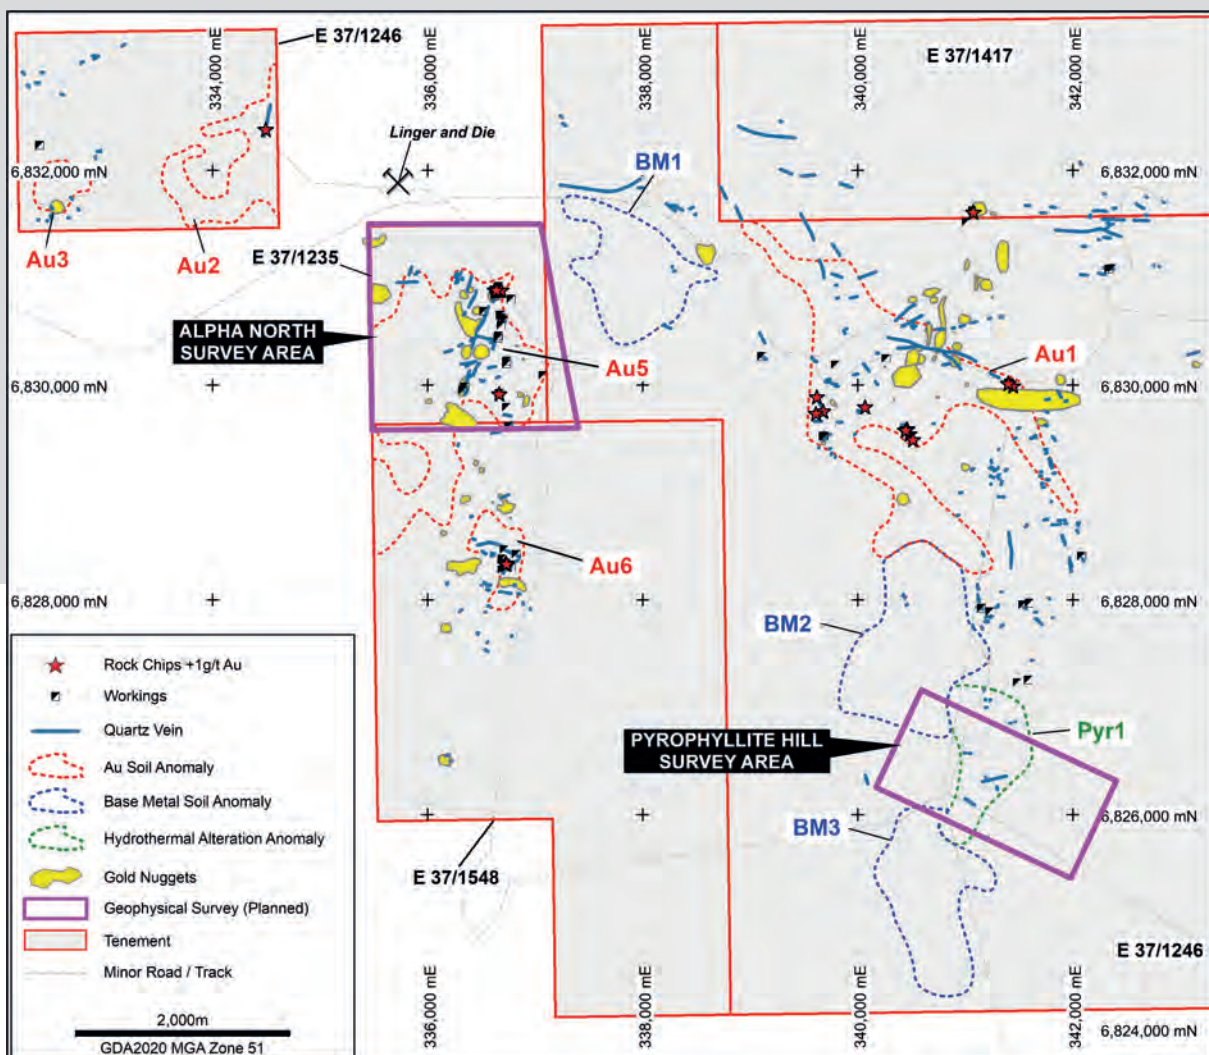 E 37/1246
334,000 mE
336,000 mE
338,000 mE
340,000 mE
E 37/1417
342,000 mE
Linger and Die
BM1
6,832,000 mN
6,832,000 mN
Au3
Au2
E 37/1235
ALPHA NORTH
SURVEY AREA
Au5
Au1
6,830,000 mN
6,830,000 mN
Au6
6,828,000 mN
6,828,000 mN
BM2
Pyr1
PYROPHYLLITE HILL
SURVEY AREA
BM3
6,826,000 mN
E 37/1548
E 37/1246
336,000 mE
338,000 mE
340,000 mE
342,000 mE
6,824,000 mN
Rock Chips +1g/t Au
Workings
Quartz Vein
Au Soil Anomaly
Base Metal Soil Anomaly
Hydrothermal Alteration Anomaly
Gold Nuggets
Geophysical Survey (Planned)
Tenement
Minor Road / Track
2,000m
GDA2020 MGA Zone 51